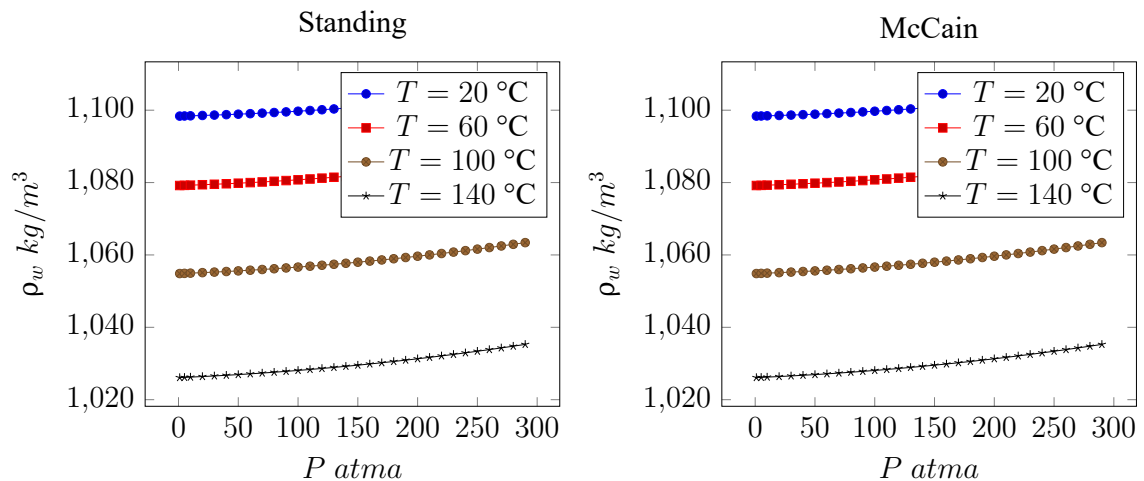 Standing
1,100
1,080
1,060
1,040
1,020
ρw kg/m³
0 50 100 150 200 250 300
P atma
T = 20 °C
T = 60 °C
T = 100 °C
T = 140 °C
McCain
1,100
1,080
1,060
1,040
1,020
ρw kg/m³
0 50 100 150 200 250 300
P atma
T = 20 °C
T = 60 °C
T = 100 °C
T = 140 °C